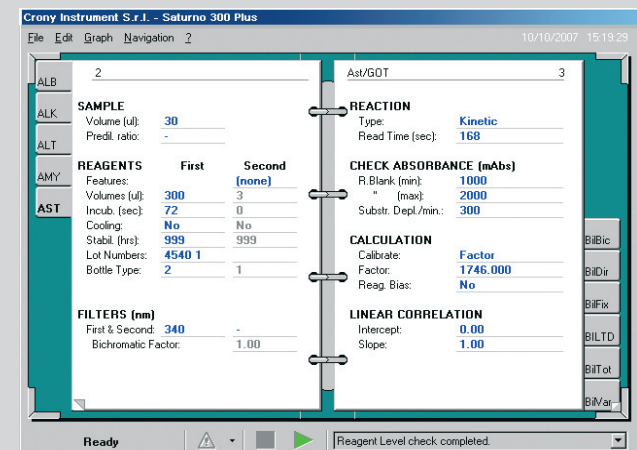 Crony Instrument S.r.l. - Saturno 300 Plus
File Edit Graph Navigation ? 10/10/2007 15:19:29
ALB
ALK
ALT
AMY
AST
2
SAMPLE
Volume (ul): 30
Predil. ratio: -
REAGENTS First Second
Features: (none)
Volumes (ul): 300 3
Incub. (sec): 72 0
Cooling: No No
Stabil. (hrs): 999 999
Lot Numbers: 4540 1
Bottle Type: 2 1
FILTERS (nm)
First & Second: 340 -
Bichromatic Factor: 1.00
Ast/GOT 3
REACTION
Type: Kinetic
Read Time (sec): 168
CHECK ABSORBANCE (mAbs)
R.Blank (min): 1000
" (max): 2000
Substr. Depl./min.: 300
CALCULATION
Calibrate: Factor
Factor: 1746.000
Reag. Bias: No
LINEAR CORRELATION
Intercept: 0.00
Slope: 1.00
BilBic
BilDir
BilFix
BILTD
BilTot
BilVar
Ready Reagent Level check completed.